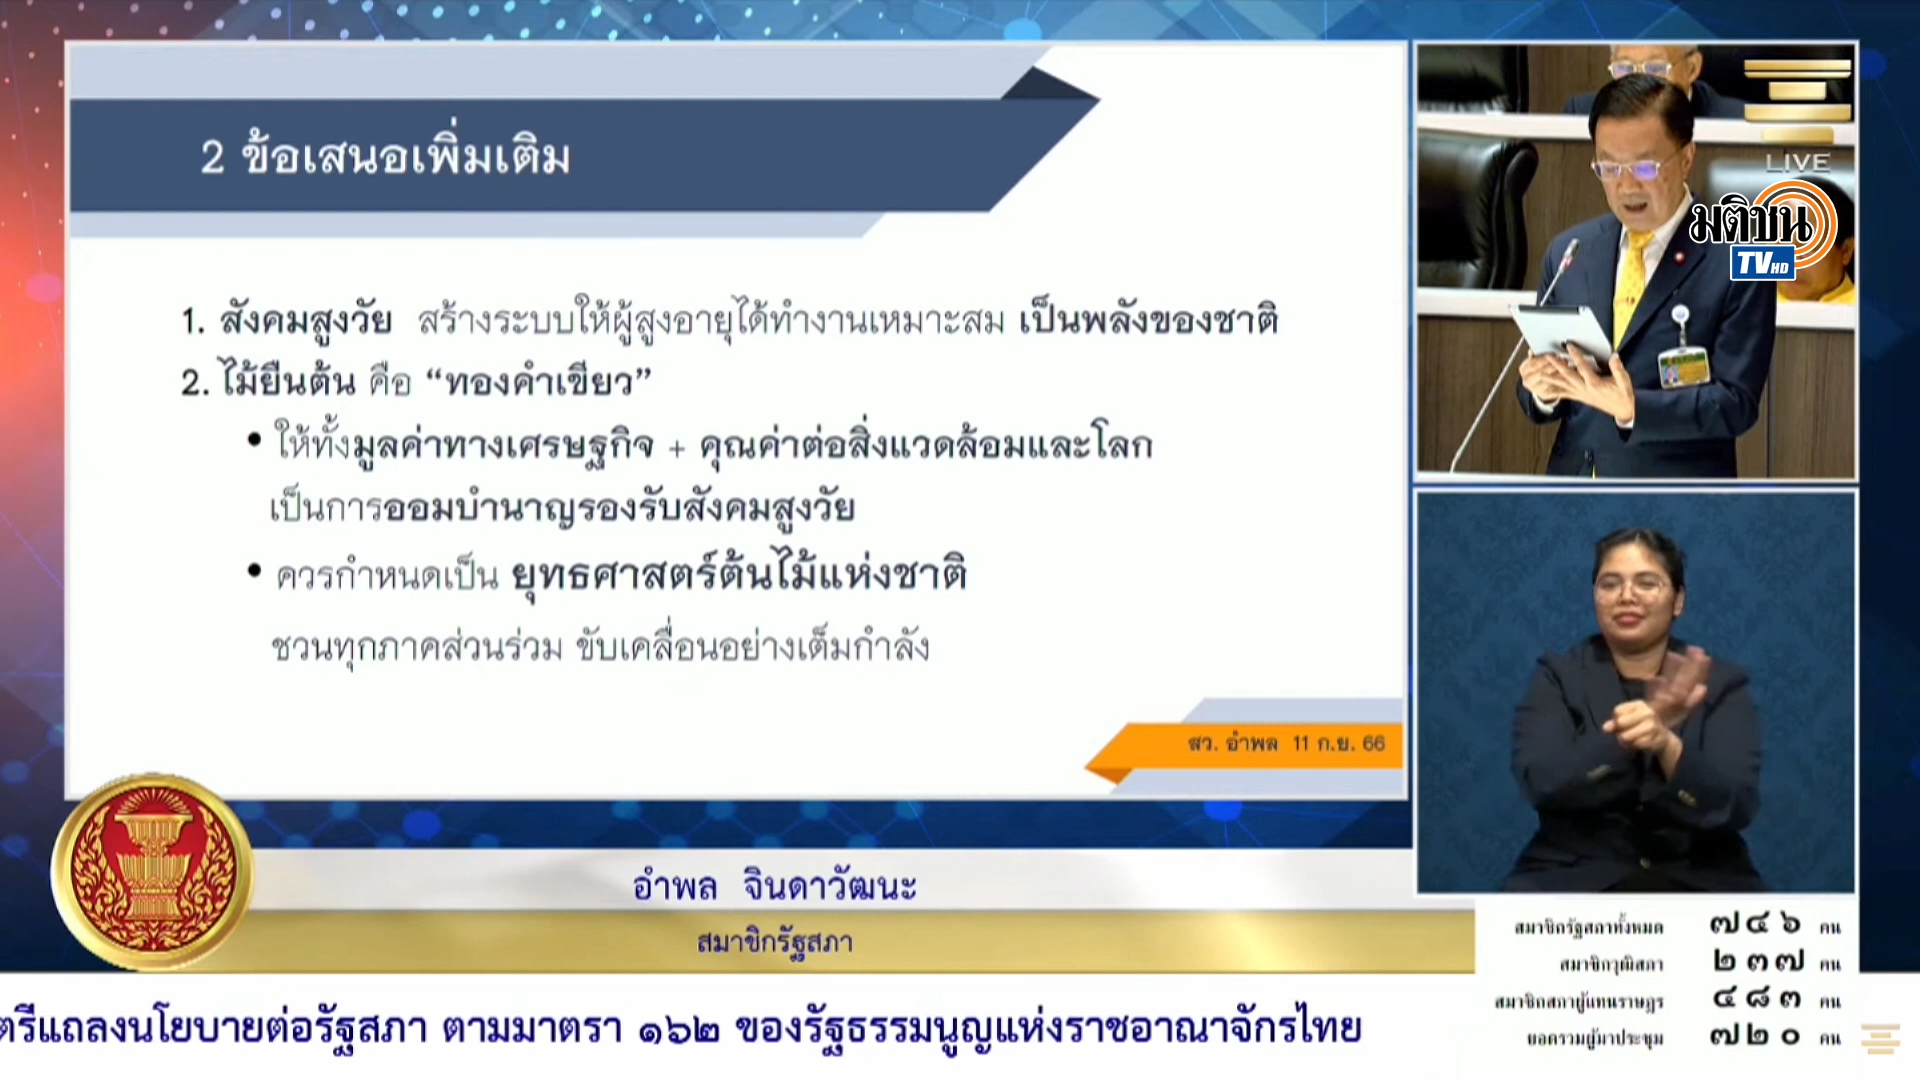 2 ข้อเสนอเพิ่มเติม
1. สังคมสูงวัย สร้างระบบให้ผู้สูงอายุได้ทำงานเหมาะสม เป็นพลังของชาติ
2. ไม้ยืนต้น คือ “ทองคำเขียว”
• ให้ทั้งมูลค่าทางเศรษฐกิจ + คุณค่าต่อสิ่งแวดล้อมและโลก
เป็นการออมบำนาญรองรับสังคมสูงวัย
• ควรกำหนดเป็น ยุทธศาสตร์ต้นไม้แห่งชาติ
ชวนทุกภาคส่วนร่วม ขับเคลื่อนอย่างเต็มกำลัง
สว. อำพล 11 ก.ย. 66
LIVE
มติชน
TV HD
อำพล จินดาวัฒนะ
สมาชิกรัฐสภา
สมาชิกรัฐสภาทั้งหมด ๗๔๖ คน
สมาชิกวุฒิสภา ๒๓๗ คน
สมาชิกสภาผู้แทนราษฎร ๔๘๓ คน
ยอดรวมผู้มาประชุม ๗๒๐ คน
ตรีแถลงนโยบายต่อรัฐสภา ตามมาตรา ๑๖๒ ของรัฐธรรมนูญแห่งราชอาณาจักรไทย